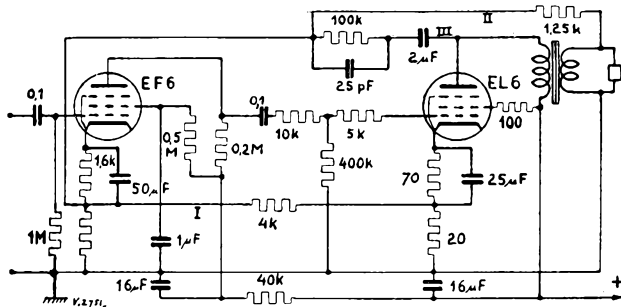 II
100k
III
1,25k
2µF
25pF
EF6
EL6
0,1
0,1
10k
5k
100
0,5
M
0,2M
1,6k
400k
70
25µF
50µF
I
4k
1M
1µF
20
16µF
40k
16µF
+